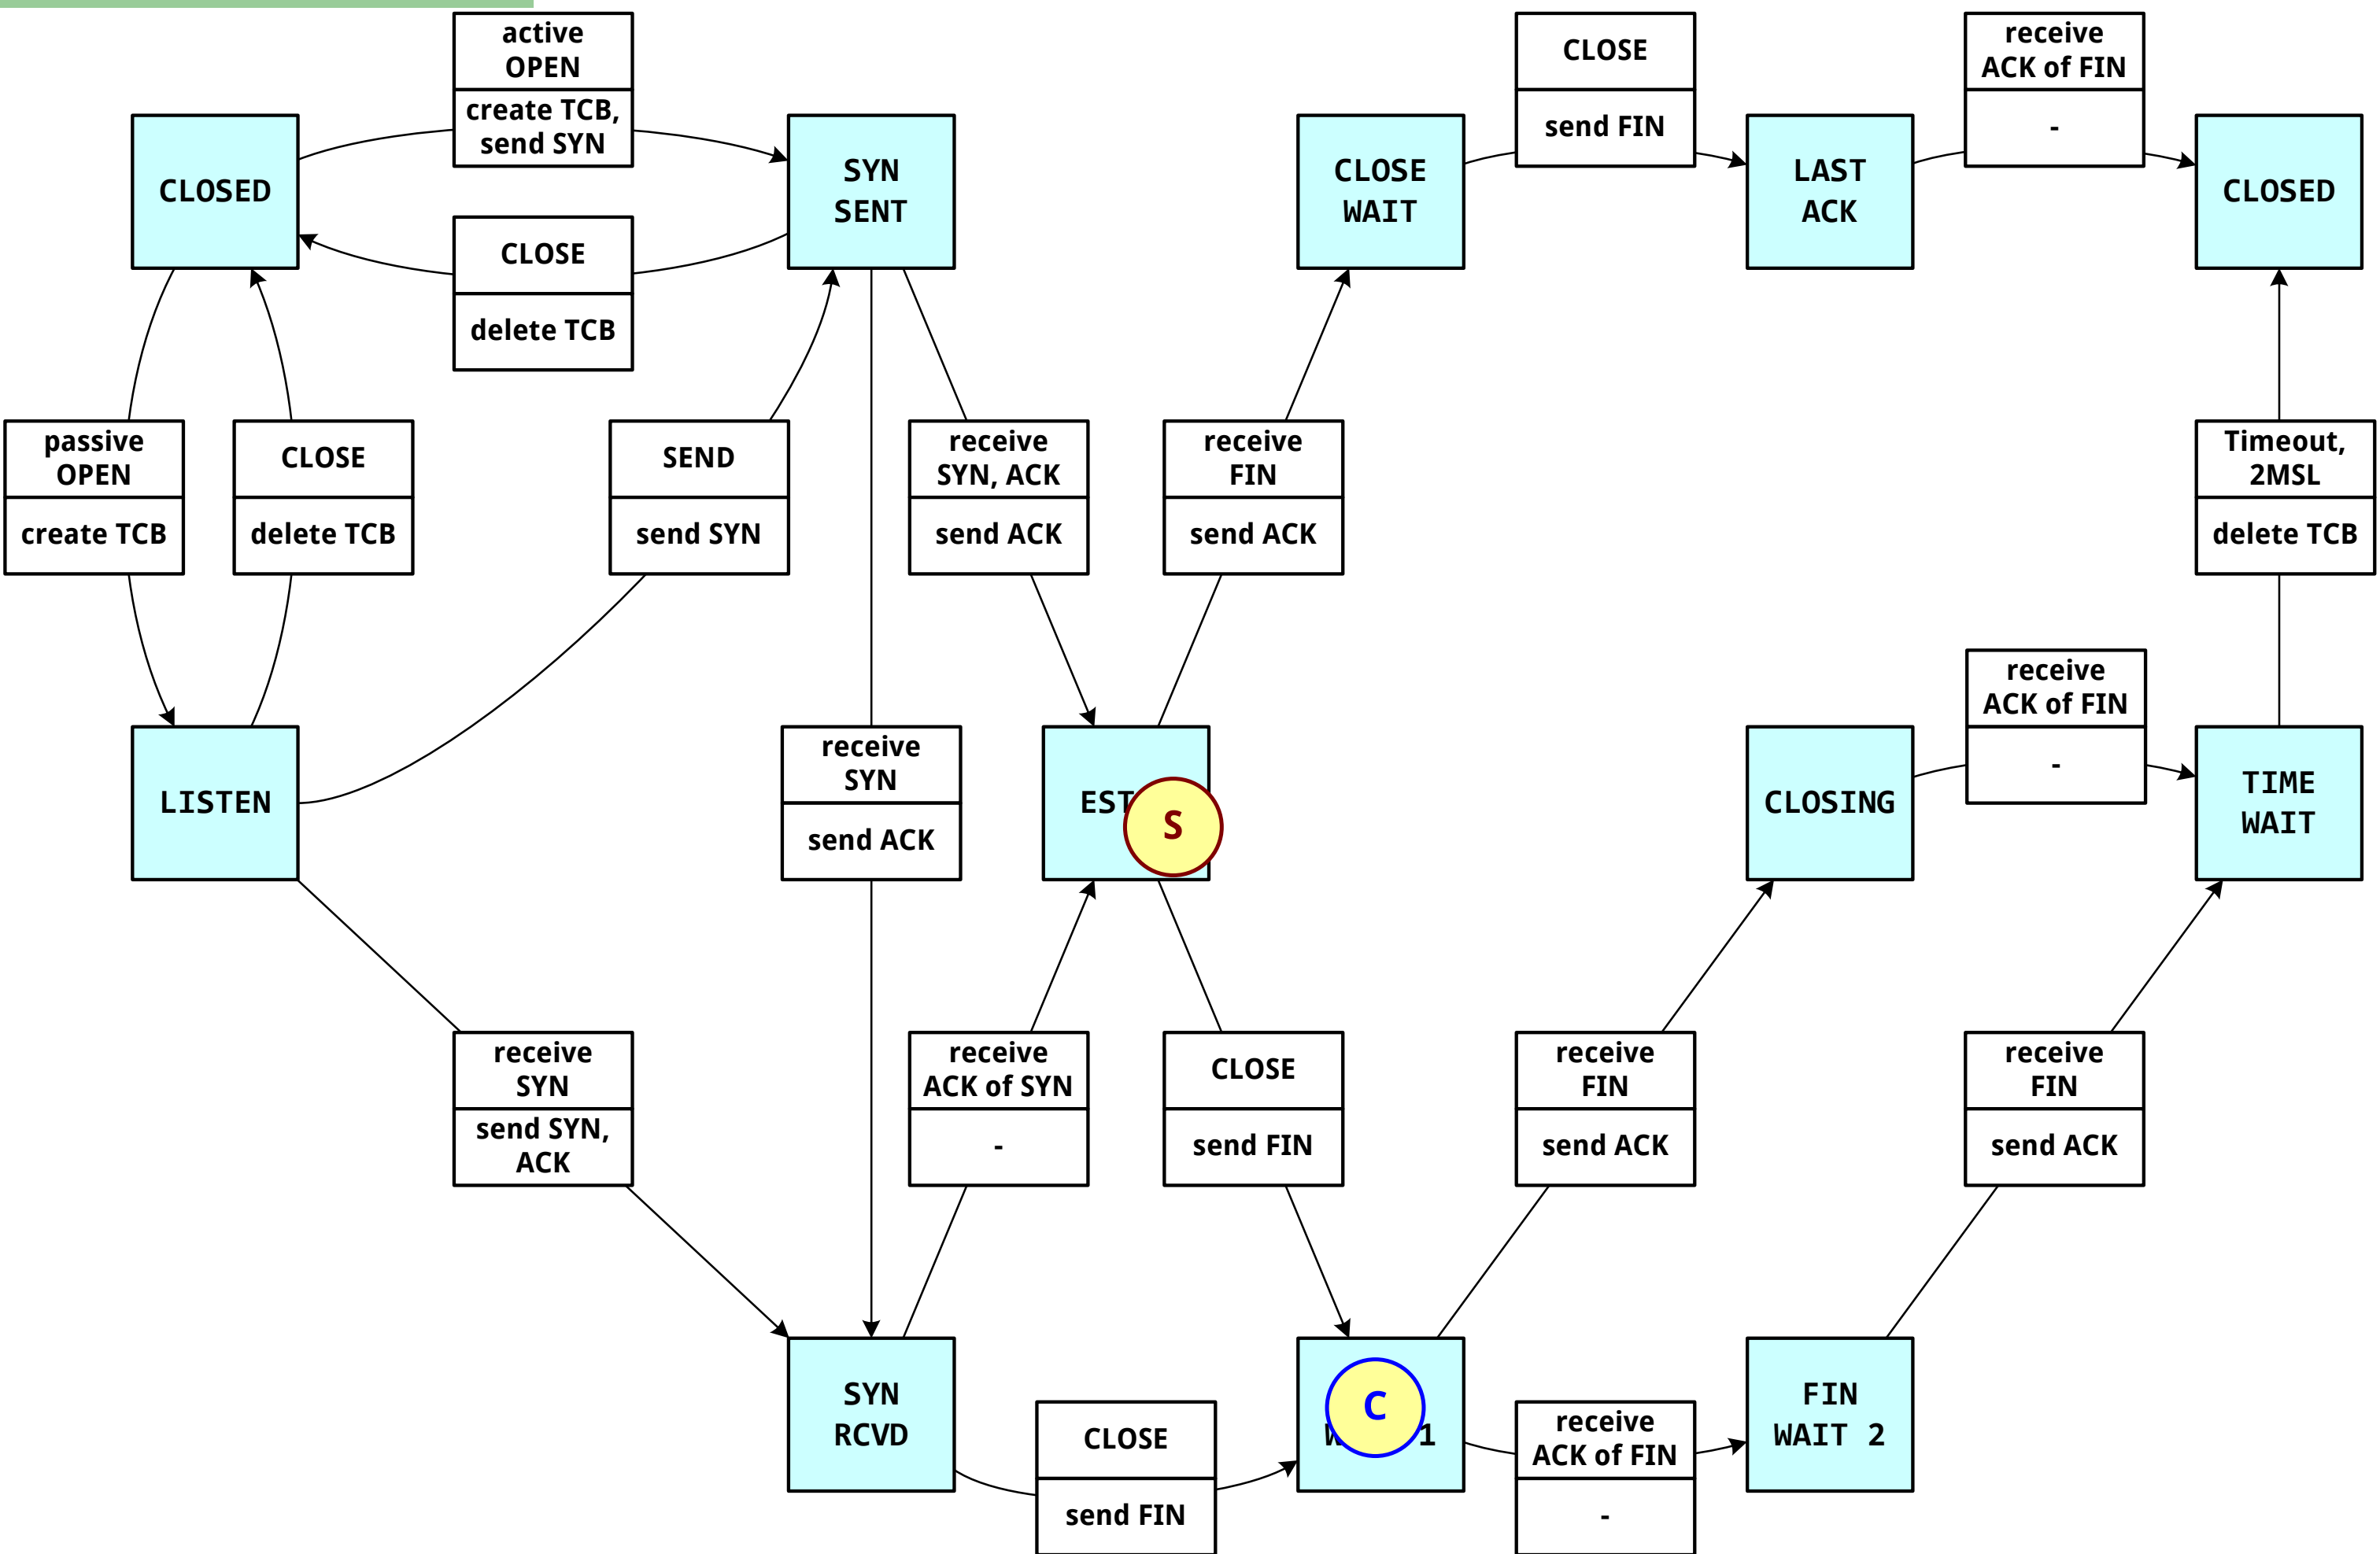 active
OPEN
create TCB,
send SYN
CLOSE
send FIN
receive
ACK of FIN
-
CLOSED
SYN
SENT
CLOSE
WAIT
LAST
ACK
CLOSED
CLOSE
delete TCB
passive
OPEN
create TCB
CLOSE
delete TCB
SEND
send SYN
receive
SYN, ACK
send ACK
receive
FIN
send ACK
Timeout,
2MSL
delete TCB
receive
ACK of FIN
-
LISTEN
receive
SYN
send ACK
EST
S
CLOSING
TIME
WAIT
receive
SYN
send SYN,
ACK
receive
ACK of SYN
-
CLOSE
send FIN
receive
FIN
send ACK
receive
FIN
send ACK
SYN
RCVD
CLOSE
send FIN
C
1
receive
ACK of FIN
-
FIN
WAIT 2